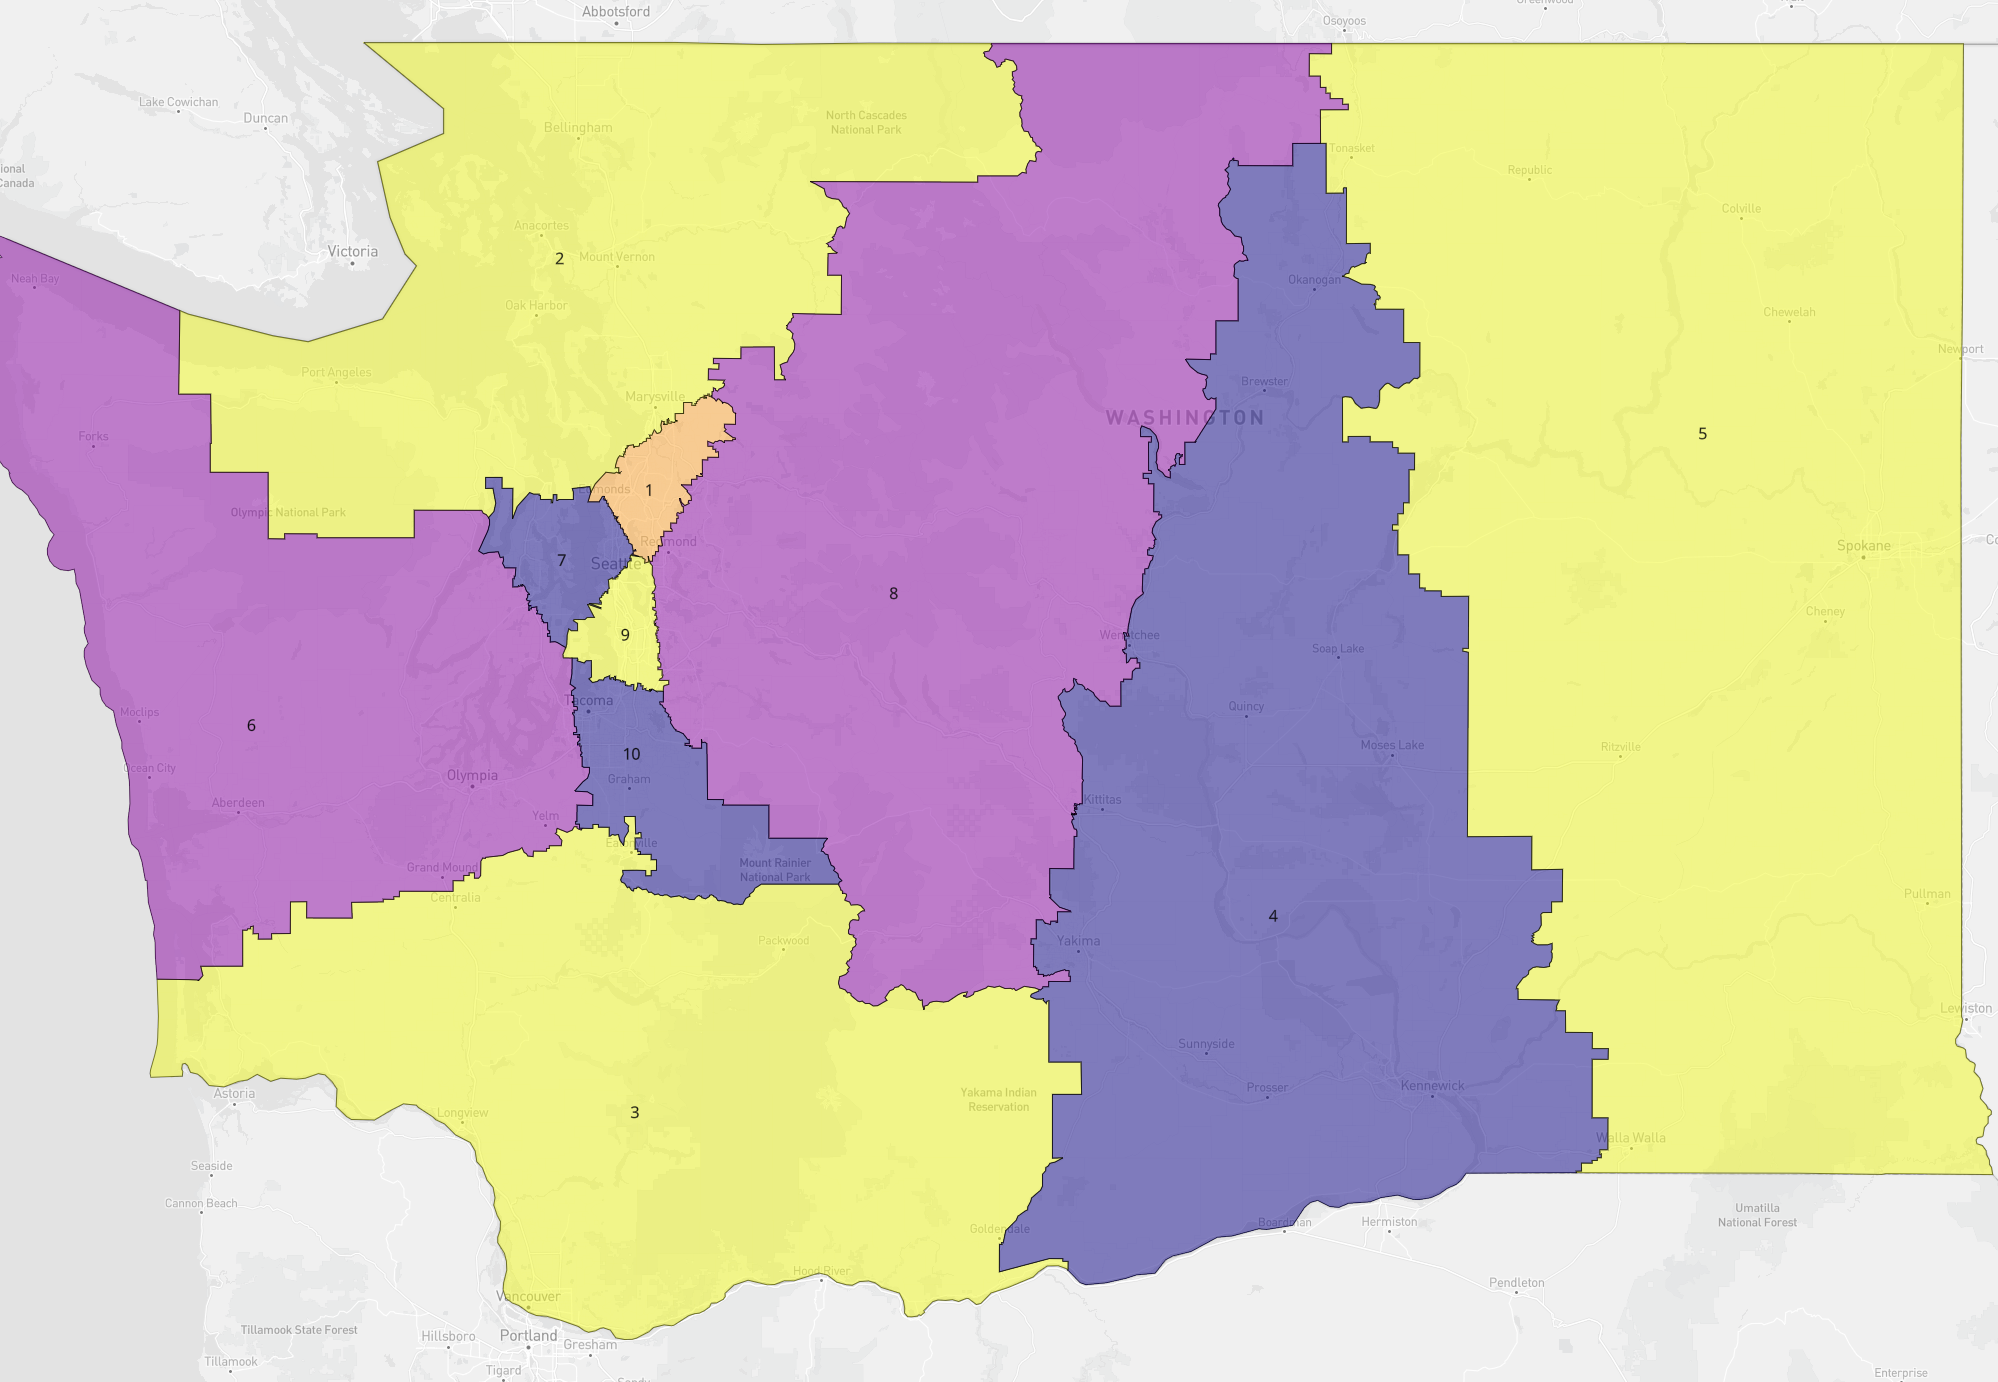 Abbotsford
Osoyoos
Lake Cowichan
Duncan
ional
Canada
Victoria
Bellingham
North Cascades
National Park
Tonasket
Republic
Colville
Anacortes
Mount Vernon
2
Oak Harbor
Neah Bay
Okanogan
Chewelah
Newport
Port Angeles
Marysville
Brewster
WASHINGTON
Forks
5
Edmonds
1
Olympic National Park
Redmond
Seattle
7
Spokane
8
Cheney
9
Wenatchee
Soap Lake
Tacoma
Quincy
Moclips
6
10
Moses Lake
Ritzville
Ocean City
Olympia
Graham
Aberdeen
Kittitas
Yelm
Eatonville
Grand Mound
Mount Rainier
National Park
Centralia
Pullman
4
Packwood
Yakima
Lewiston
Sunnyside
Astoria
Longview
3
Yakama Indian
Reservation
Prosser
Kennewick
Walla Walla
Seaside
Cannon Beach
Goldendale
Boardman
Hermiston
Umatilla
National Forest
Hood River
Vancouver
Pendleton
Tillamook State Forest
Hillsboro
Portland
Gresham
Tillamook
Tigard
Enterprise